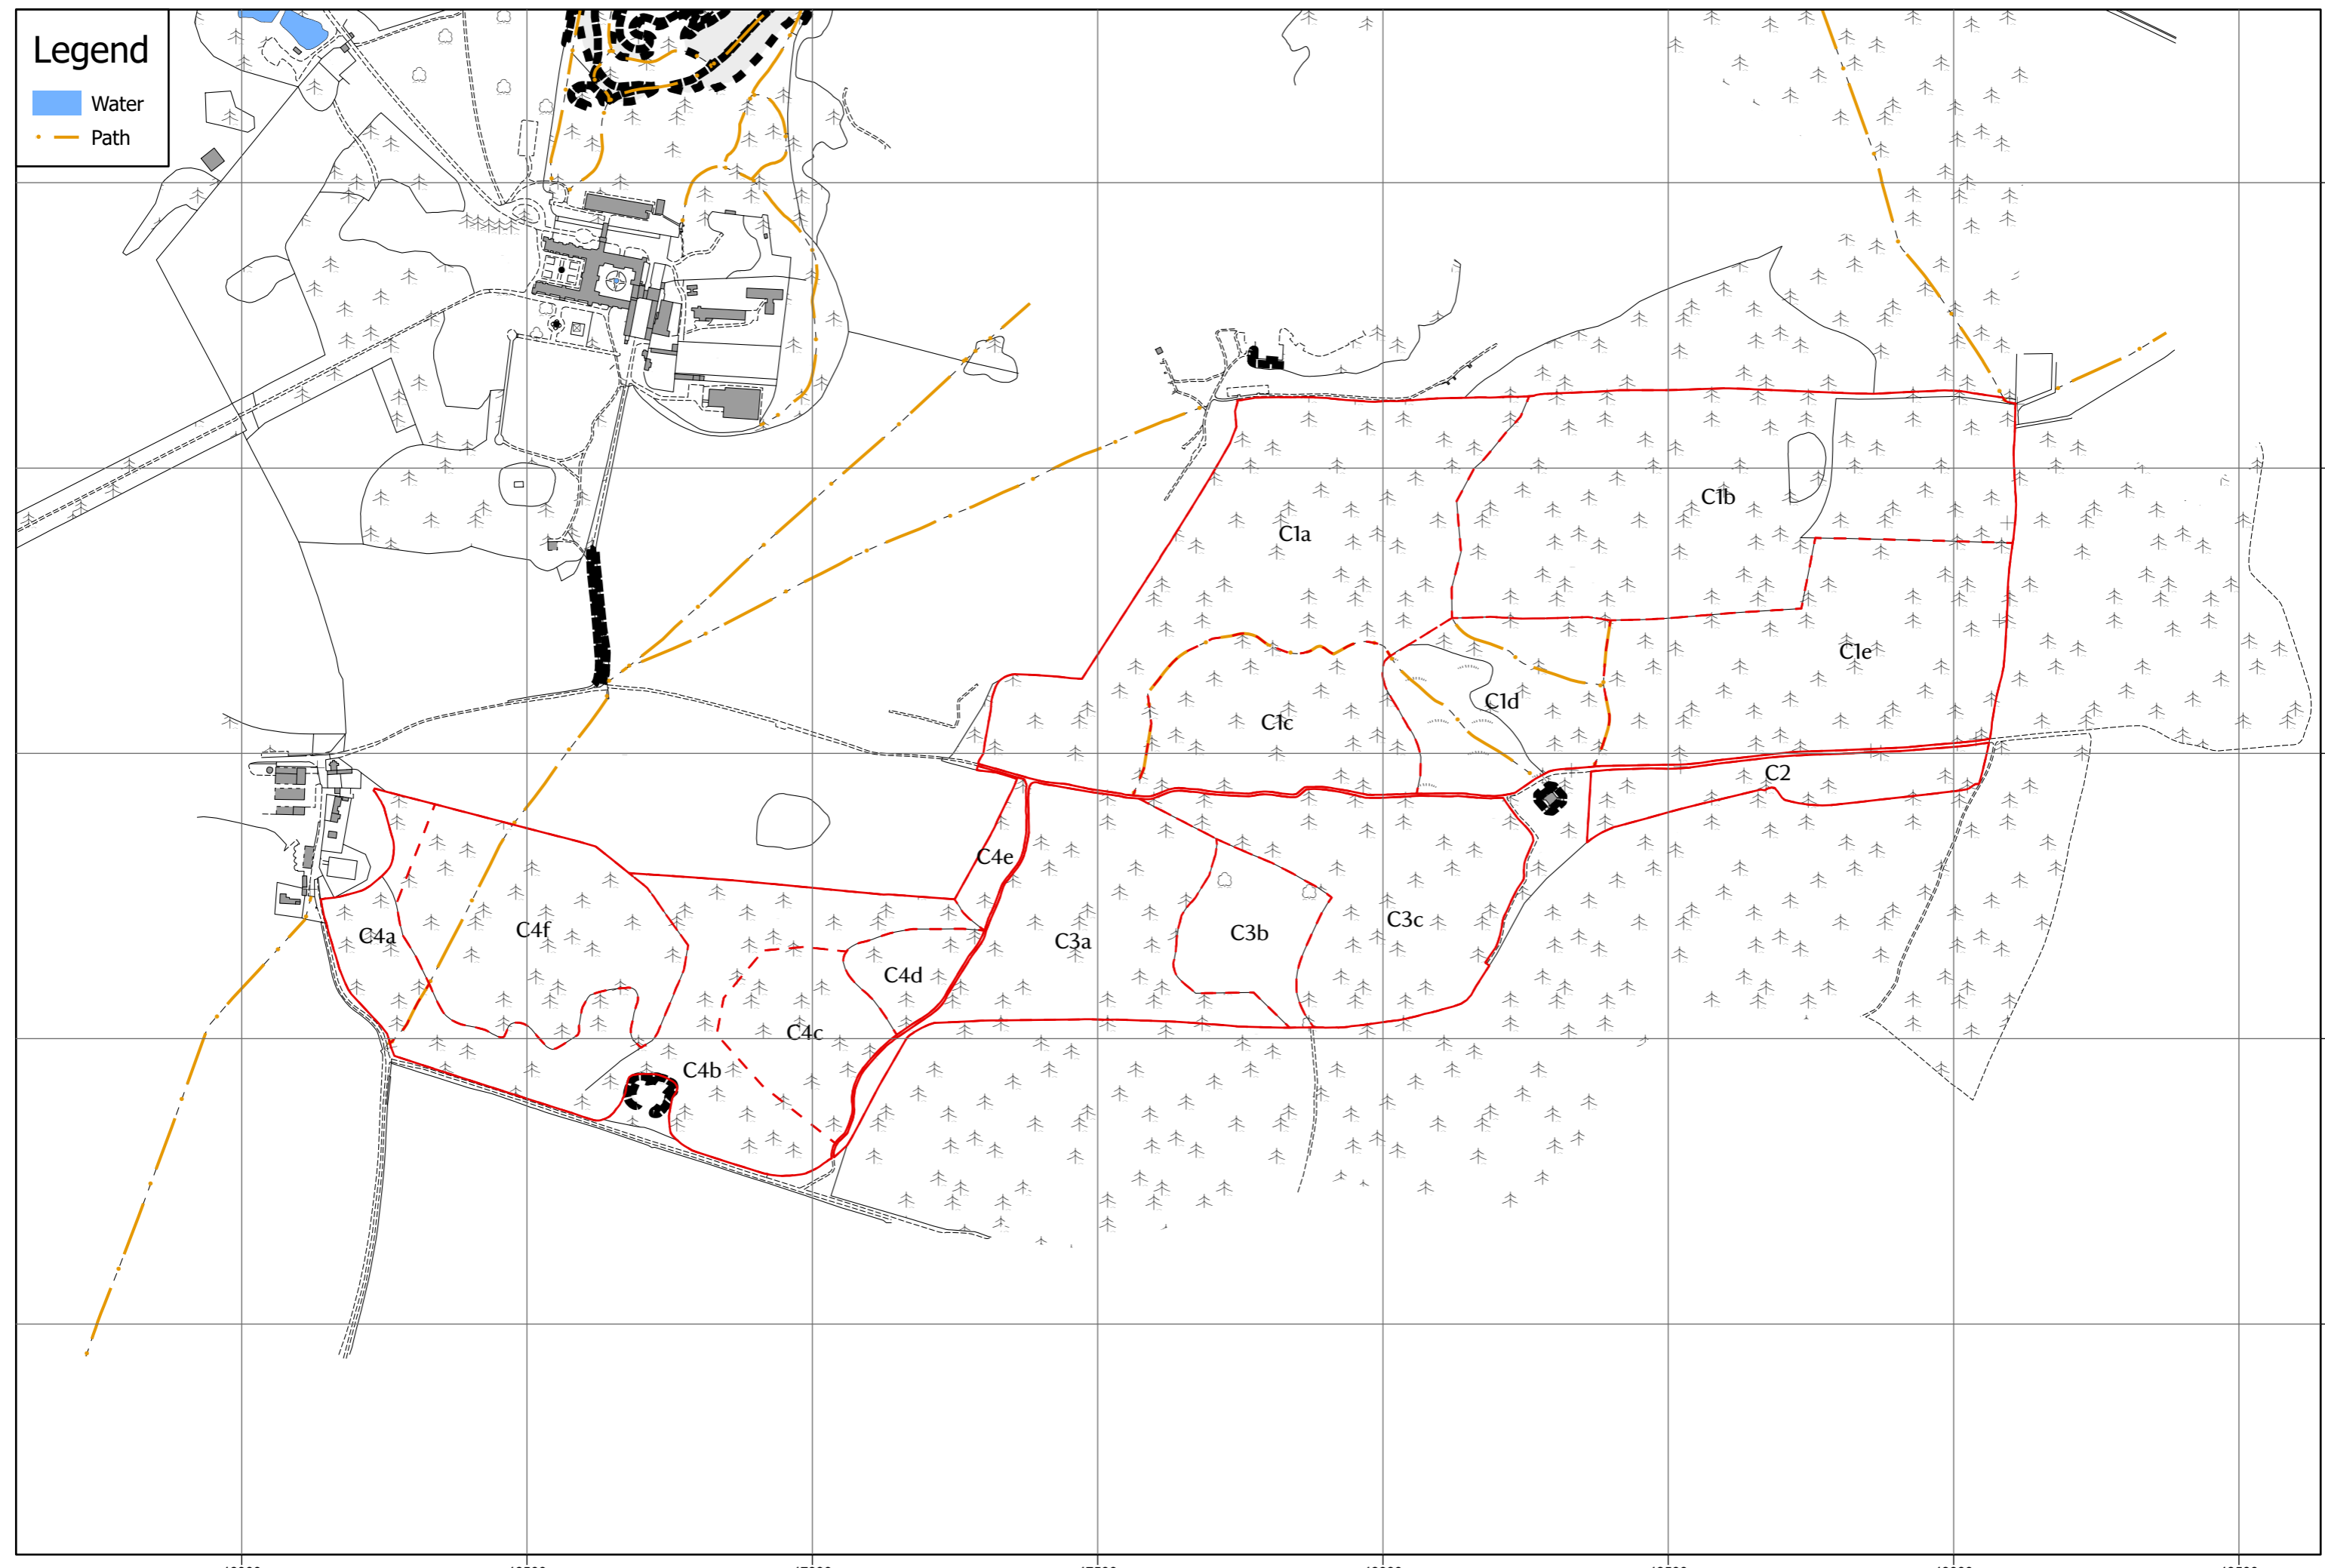 Legend
Water
Path
C1b
C1a
C1e
C1d
C1c
C2
C4e
C3c
C4f
C3b
C4a
C3a
C4d
C4c
C4b